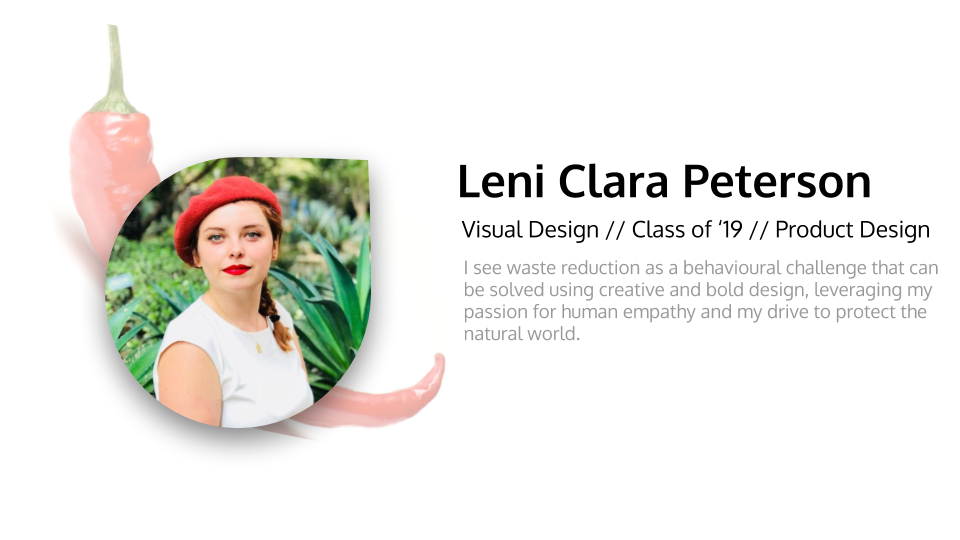 Leni Clara Peterson
Visual Design // Class of ‘19 // Product Design
I see waste reduction as a behavioural challenge that can
be solved using creative and bold design, leveraging my
passion for human empathy and my drive to protect the
natural world.